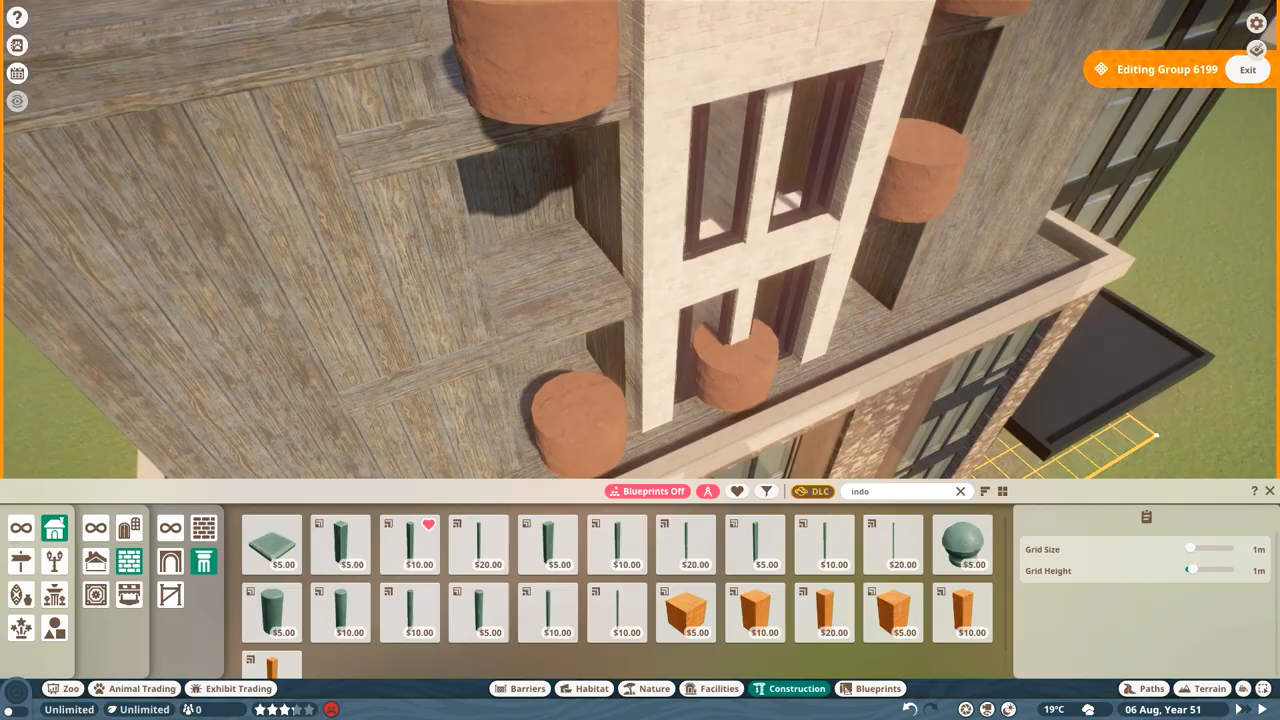 ?
Editing Group 6199
Exit
Blueprints Off
DLC
indo
?
$5.00
$5.00
$10.00
$20.00
$5.00
$10.00
$20.00
$5.00
$10.00
$20.00
$5.00
$5.00
$10.00
$10.00
$5.00
$10.00
$10.00
$5.00
$10.00
$20.00
$5.00
$10.00
Grid Size
1m
Grid Height
1m
Zoo
Animal Trading
Exhibit Trading
Barriers
Habitat
Nature
Facilities
Construction
Blueprints
Paths
Terrain
Unlimited
Unlimited
0
19°C
06 Aug, Year 51